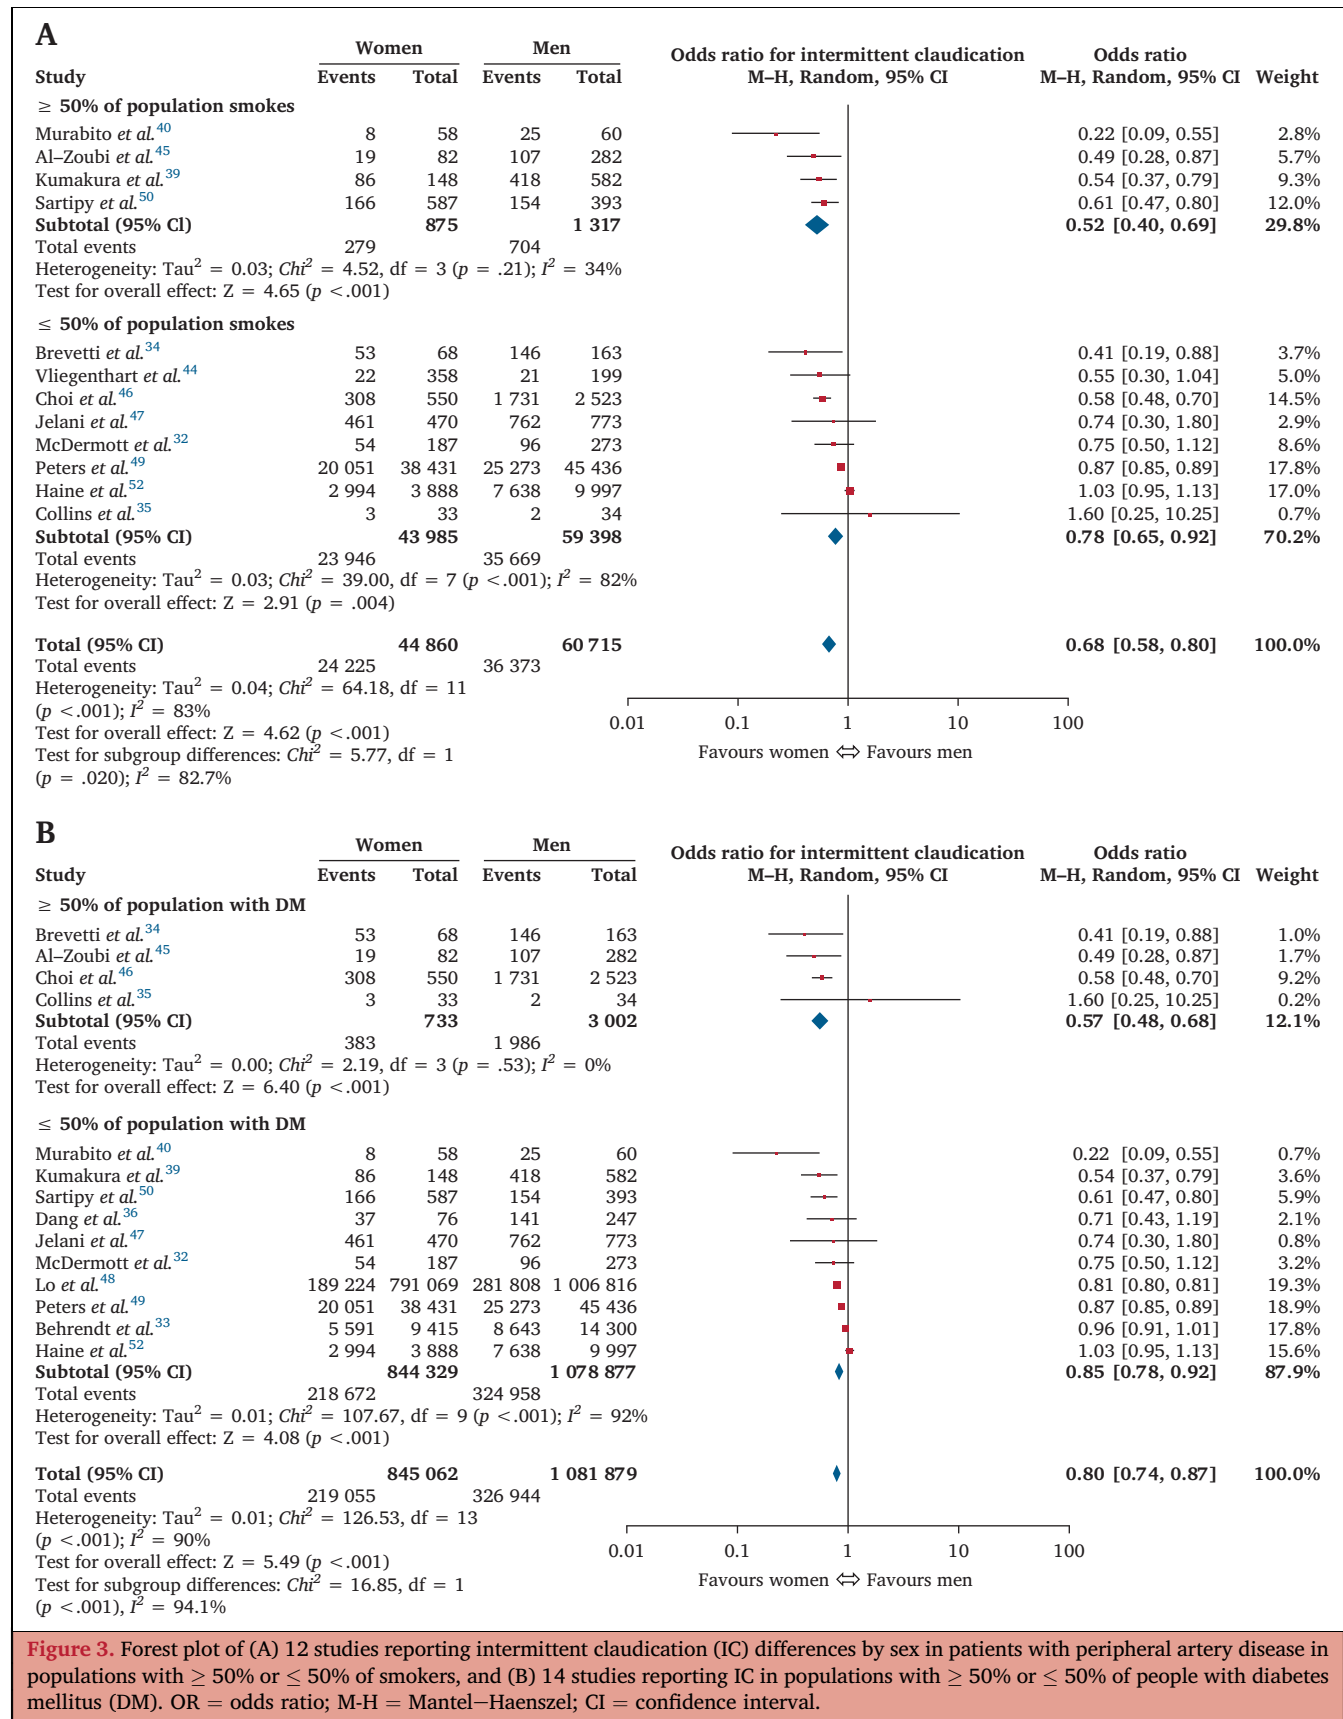 A
Women Men Odds ratio for intermittent claudication Odds ratio
Study Events Total Events Total M–H, Random, 95% CI M–H, Random, 95% CI Weight
≥ 50% of population smokes
Murabito et al.40 8 58 25 60 0.22 [0.09, 0.55] 2.8%
Al–Zoubi et al.45 19 82 107 282 0.49 [0.28, 0.87] 5.7%
Kumakura et al.39 86 148 418 582 0.54 [0.37, 0.79] 9.3%
Sartipy et al.50 166 587 154 393 0.61 [0.47, 0.80] 12.0%
Subtotal (95% Cl) 875 1 317 0.52 [0.40, 0.69] 29.8%
Total events 279 704
Heterogeneity: Tau2 = 0.03; Chi2 = 4.52, df = 3 (p = .21); I2 = 34%
Test for overall effect: Z = 4.65 (p <.001)
≤ 50% of population smokes
Brevetti et al.34 53 68 146 163 0.41 [0.19, 0.88] 3.7%
Vliegenthart et al.44 22 358 21 199 0.55 [0.30, 1.04] 5.0%
Choi et al.46 308 550 1 731 2 523 0.58 [0.48, 0.70] 14.5%
Jelani et al.47 461 470 762 773 0.74 [0.30, 1.80] 2.9%
McDermott et al.32 54 187 96 273 0.75 [0.50, 1.12] 8.6%
Peters et al.49 20 051 38 431 25 273 45 436 0.87 [0.85, 0.89] 17.8%
Haine et al.52 2 994 3 888 7 638 9 997 1.03 [0.95, 1.13] 17.0%
Collins et al.35 3 33 2 34 1.60 [0.25, 10.25] 0.7%
Subtotal (95% CI) 43 985 59 398 0.78 [0.65, 0.92] 70.2%
Total events 23 946 35 669
Heterogeneity: Tau2 = 0.03; Chi2 = 39.00, df = 7 (p <.001); I2 = 82%
Test for overall effect: Z = 2.91 (p = .004)
Total (95% CI) 44 860 60 715 0.68 [0.58, 0.80] 100.0%
Total events 24 225 36 373
Heterogeneity: Tau2 = 0.04; Chi2 = 64.18, df = 11
(p <.001); I2 = 83%
Test for overall effect: Z = 4.62 (p <.001)
Test for subgroup differences: Chi2 = 5.77, df = 1
(p = .020); I2 = 82.7%
0.01 0.1 1 10 100
Favours women ⇔ Favours men
B
Women Men Odds ratio for intermittent claudication Odds ratio
Study Events Total Events Total M–H, Random, 95% CI M–H, Random, 95% CI Weight
≥ 50% of population with DM
Brevetti et al.34 53 68 146 163 0.41 [0.19, 0.88] 1.0%
Al–Zoubi et al.45 19 82 107 282 0.49 [0.28, 0.87] 1.7%
Choi et al.46 308 550 1 731 2 523 0.58 [0.48, 0.70] 9.2%
Collins et al.35 3 33 2 34 1.60 [0.25, 10.25] 0.2%
Subtotal (95% CI) 733 3 002 0.57 [0.48, 0.68] 12.1%
Total events 383 1 986
Heterogeneity: Tau2 = 0.00; Chi2 = 2.19, df = 3 (p = .53); I2 = 0%
Test for overall effect: Z = 6.40 (p <.001)
≤ 50% of population with DM
Murabito et al.40 8 58 25 60 0.22 [0.09, 0.55] 0.7%
Kumakura et al.39 86 148 418 582 0.54 [0.37, 0.79] 3.6%
Sartipy et al.50 166 587 154 393 0.61 [0.47, 0.80] 5.9%
Dang et al.36 37 76 141 247 0.71 [0.43, 1.19] 2.1%
Jelani et al.47 461 470 762 773 0.74 [0.30, 1.80] 0.8%
McDermott et al.32 54 187 96 273 0.75 [0.50, 1.12] 3.2%
Lo et al.48 189 224 791 069 281 808 1 006 816 0.81 [0.80, 0.81] 19.3%
Peters et al.49 20 051 38 431 25 273 45 436 0.87 [0.85, 0.89] 18.9%
Behrendt et al.33 5 591 9 415 8 643 14 300 0.96 [0.91, 1.01] 17.8%
Haine et al.52 2 994 3 888 7 638 9 997 1.03 [0.95, 1.13] 15.6%
Subtotal (95% CI) 844 329 1 078 877 0.85 [0.78, 0.92] 87.9%
Total events 218 672 324 958
Heterogeneity: Tau2 = 0.01; Chi2 = 107.67, df = 9 (p <.001); I2 = 92%
Test for overall effect: Z = 4.08 (p <.001)
Total (95% CI) 845 062 1 081 879 0.80 [0.74, 0.87] 100.0%
Total events 219 055 326 944
Heterogeneity: Tau2 = 0.01; Chi2 = 126.53, df = 13
(p <.001); I2 = 90%
Test for overall effect: Z = 5.49 (p <.001)
Test for subgroup differences: Chi2 = 16.85, df = 1
(p <.001), I2 = 94.1%
0.01 0.1 1 10 100
Favours women ⇔ Favours men
Figure 3. Forest plot of (A) 12 studies reporting intermittent claudication (IC) differences by sex in patients with peripheral artery disease in
populations with ≥ 50% or ≤ 50% of smokers, and (B) 14 studies reporting IC in populations with ≥ 50% or ≤ 50% of people with diabetes
mellitus (DM). OR = odds ratio; M-H = Mantel–Haenszel; CI = confidence interval.